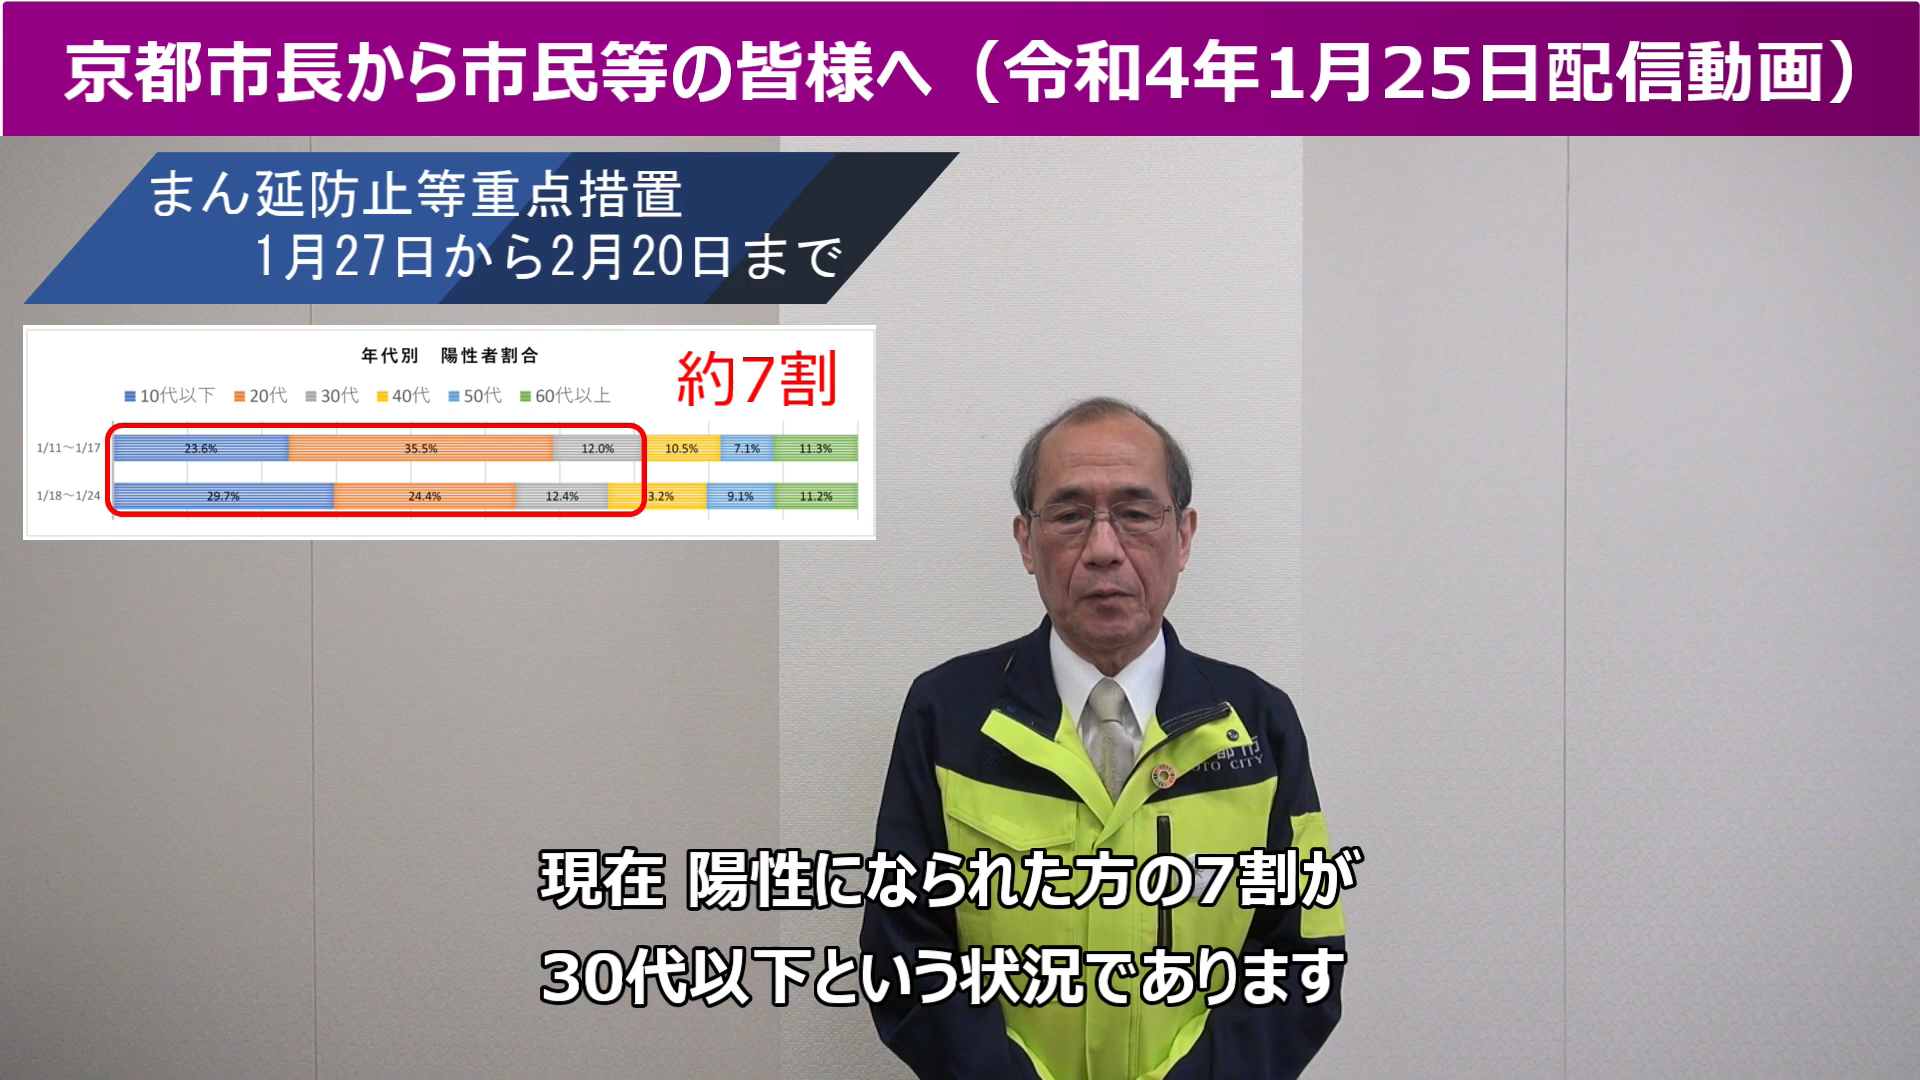 京都市長から市民等の皆様へ（令和4年1月25日配信動画）
まん延防止等重点措置
1月27日から2月20日まで
年代別　陽性者割合
約7割
10代以下 20代 30代 40代 50代 60代以上
1/11～1/17 23.6% 35.5% 12.0% 10.5% 7.1% 11.3%
1/18～1/24 29.7% 24.4% 12.4% 3.2% 9.1% 11.2%
都市
OTO CITY
現在 陽性になられた方の7割が
30代以下という状況であります